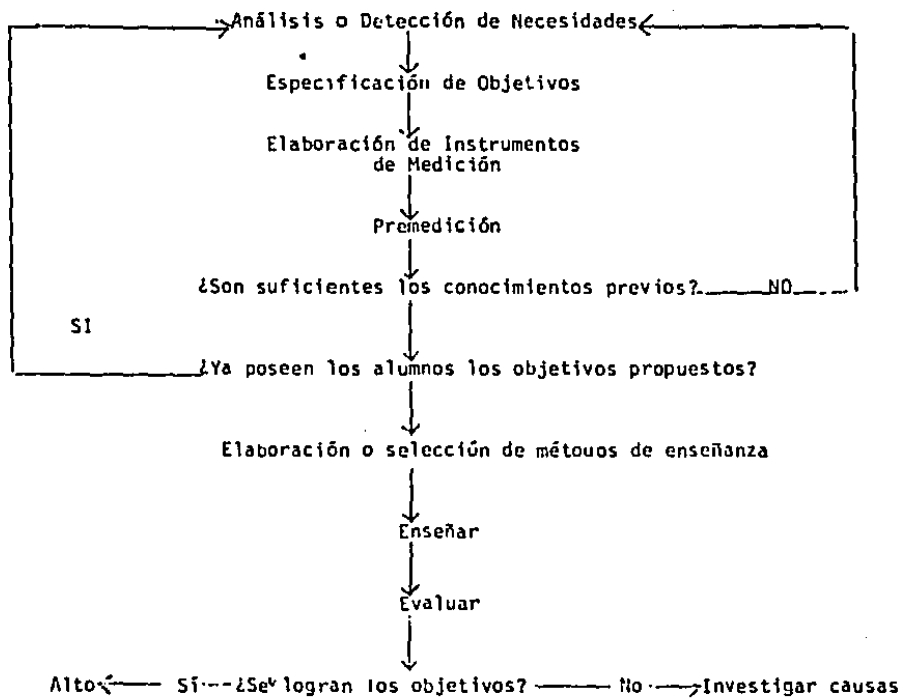 Análisis o Detección de Necesidades
Especificación de Objetivos
Elaboración de Instrumentos
de Medición
Premedición
¿Son suficientes los conocimientos previos? NO
SI
¿Ya poseen los alumnos los objetivos propuestos?
Elaboración o selección de métodos de enseñanza
Enseñar
Evaluar
Alto Sí ¿Se logran los objetivos? No Investigar causas